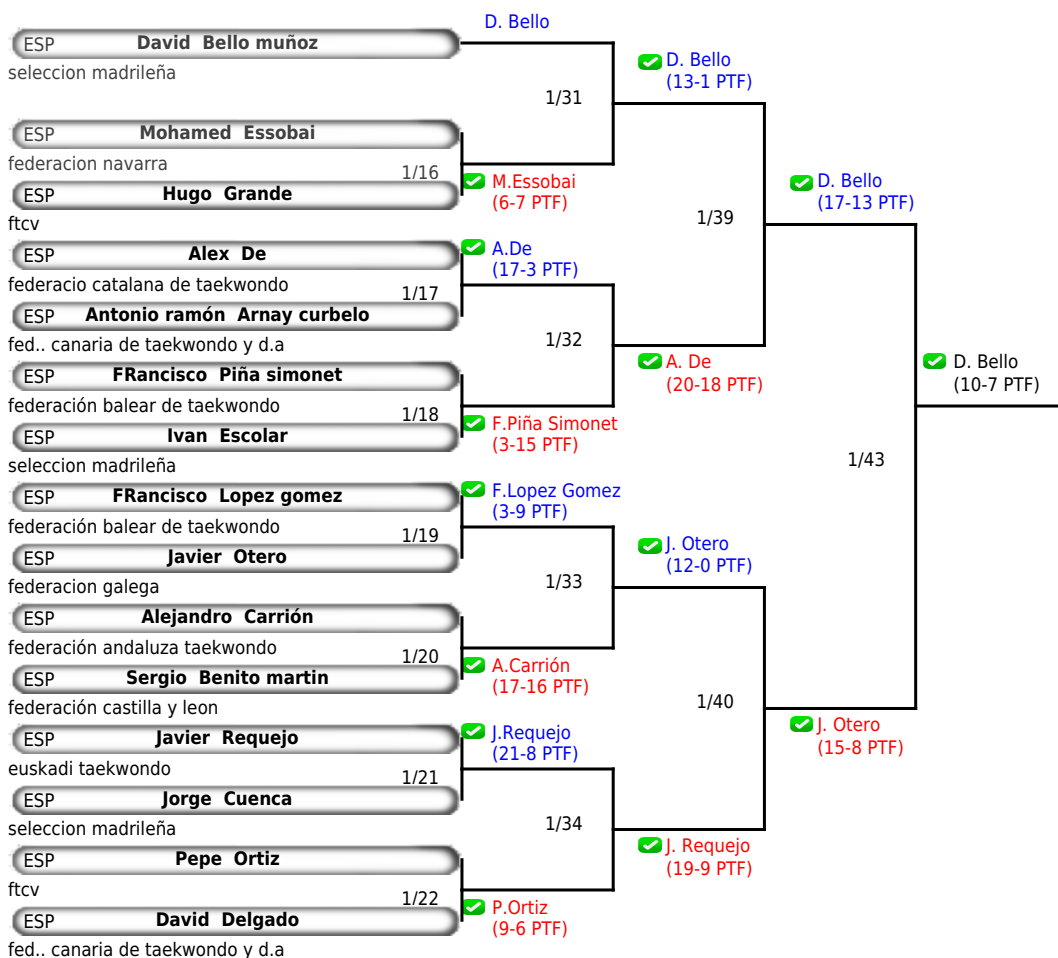 D. Bello
ESP David Bello muñoz
seleccion madrileña
D. Bello
(13-1 PTF)
1/31
ESP Mohamed Essobai
federacion navarra
1/16
ESP Hugo Grande
ftcv
M.Essobai
(6-7 PTF)
D. Bello
(17-13 PTF)
1/39
ESP Alex De
federacio catalana de taekwondo
A.De
(17-3 PTF)
1/17
ESP Antonio ramón Arnay curbelo
fed.. canaria de taekwondo y d.a
1/32
A. De
(20-18 PTF)
ESP FRancisco Piña simonet
federación balear de taekwondo
1/18
ESP Ivan Escolar
seleccion madrileña
F.Piña Simonet
(3-15 PTF)
D. Bello
(10-7 PTF)
1/43
ESP FRancisco Lopez gomez
federación balear de taekwondo
F.Lopez Gomez
(3-9 PTF)
1/19
ESP Javier Otero
federacion galega
J. Otero
(12-0 PTF)
1/33
ESP Alejandro Carrión
federación andaluza taekwondo
1/20
ESP Sergio Benito martin
federación castilla y leon
A.Carrión
(17-16 PTF)
1/40
J. Otero
(15-8 PTF)
ESP Javier Requejo
euskadi taekwondo
J.Requejo
(21-8 PTF)
1/21
ESP Jorge Cuenca
seleccion madrileña
1/34
J. Requejo
(19-9 PTF)
ESP Pepe Ortiz
ftcv
1/22
ESP David Delgado
fed.. canaria de taekwondo y d.a
P.Ortiz
(9-6 PTF)